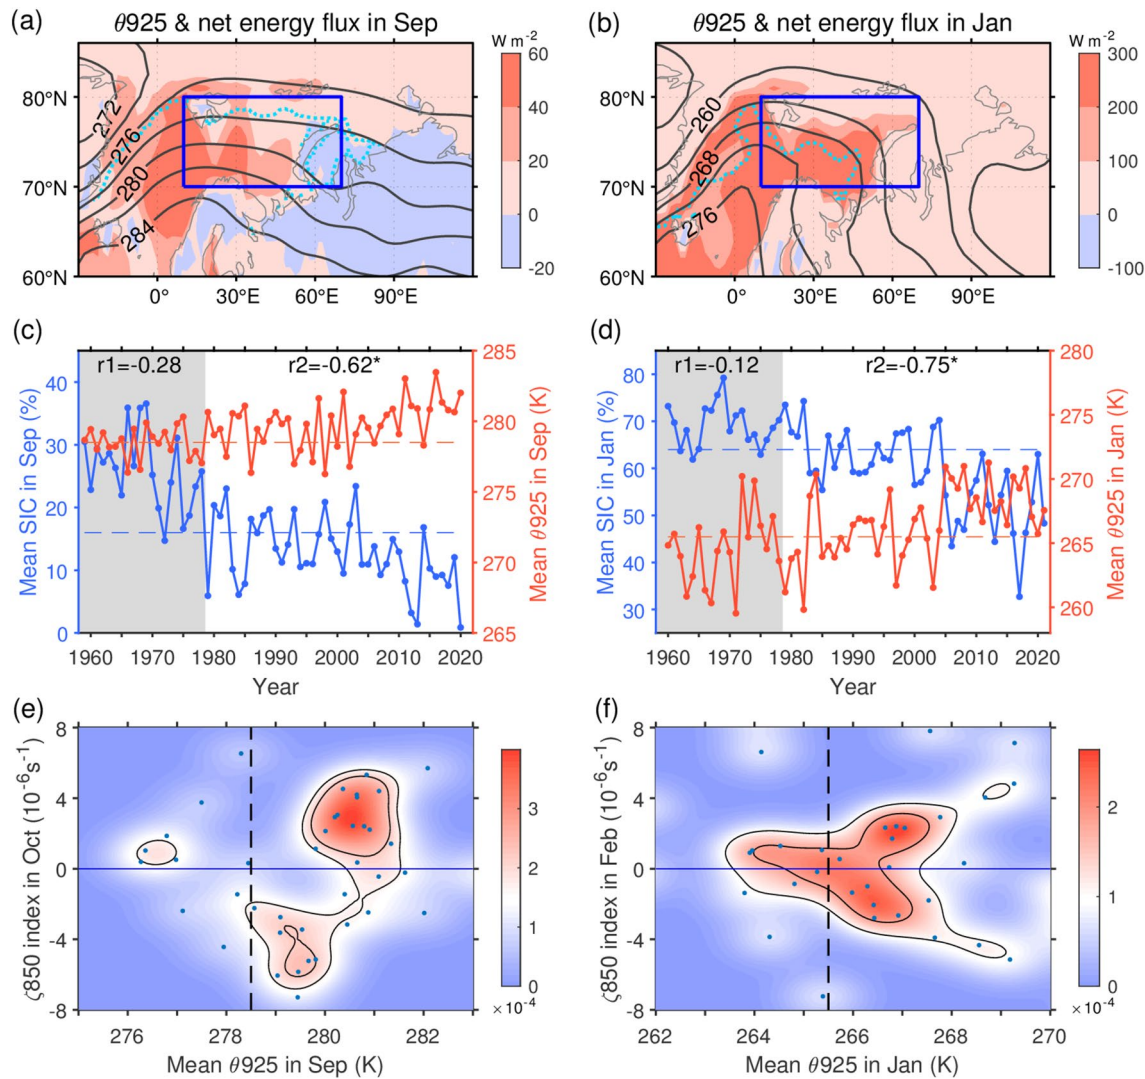 (a) θ925 & net energy flux in Sep
W m⁻²
60
40
20
0
-20
80°N
70°N
60°N
0° 30°E 60°E 90°E
272
276
280
284
(b) θ925 & net energy flux in Jan
W m⁻²
300
200
100
0
-100
80°N
70°N
60°N
0° 30°E 60°E 90°E
260
268
276
(c)
r1=-0.28 r2=-0.62*
Mean SIC in Sep (%)
40
30
20
10
0
285
280
275
270
265
Mean θ925 in Sep (K)
1960 1970 1980 1990 2000 2010 2020
Year
(d)
r1=-0.12 r2=-0.75*
Mean SIC in Jan (%)
80
70
60
50
40
30
280
275
270
265
260
Mean θ925 in Jan (K)
1960 1970 1980 1990 2000 2010 2020
Year
(e)
ζ850 index in Oct (10⁻⁶s⁻¹)
8
4
0
-4
-8
276 278 280 282
Mean θ925 in Sep (K)
3
2
1
0
×10⁻⁴
(f)
ζ850 index in Feb (10⁻⁶s⁻¹)
8
4
0
-4
-8
262 264 266 268 270
Mean θ925 in Jan (K)
2
1
0
×10⁻⁴